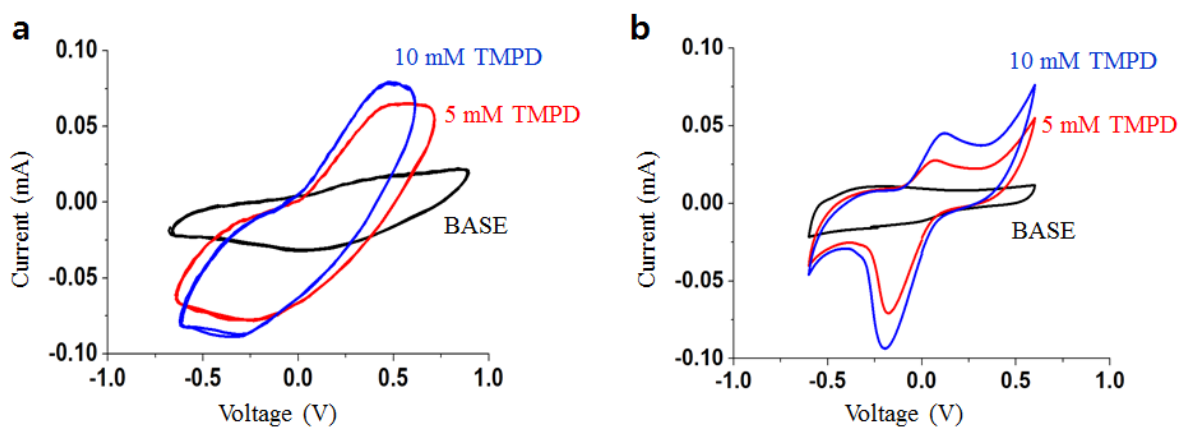 a
10 mM TMPD
5 mM TMPD
BASE
Current (mA)
0.10
0.05
0.00
-0.05
-0.10
-1.0 -0.5 0.0 0.5 1.0
Voltage (V)
b
10 mM TMPD
5 mM TMPD
BASE
Current (mA)
0.10
0.05
0.00
-0.05
-0.10
-1.0 -0.5 0.0 0.5 1.0
Voltage (V)